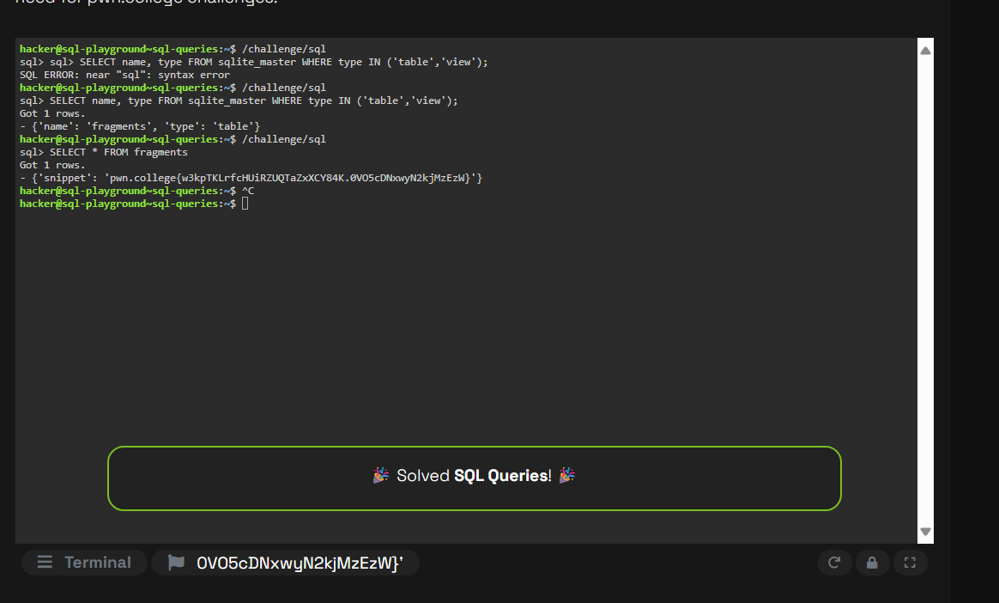 need for pwn.college challenges.
hacker@sql-playground~sql-queries:~$ /challenge/sql
sql> sql> SELECT name, type FROM sqlite_master WHERE type IN ('table','view');
SQL ERROR: near "sql": syntax error
hacker@sql-playground~sql-queries:~$ /challenge/sql
sql> SELECT name, type FROM sqlite_master WHERE type IN ('table','view');
Got 1 rows.
- {'name': 'fragments', 'type': 'table'}
hacker@sql-playground~sql-queries:~$ /challenge/sql
sql> SELECT * FROM fragments
Got 1 rows.
- {'snippet': 'pwn.college{w3kpTKLrfcHUiRZUQTaZxXCY84K.0VO5cDNxwyN2kjMzEzW}'}
hacker@sql-playground~sql-queries:~$ ^C
hacker@sql-playground~sql-queries:~$
🎉 Solved SQL Queries! 🎉
Terminal
0VO5cDNxwyN2kjMzEzW}'